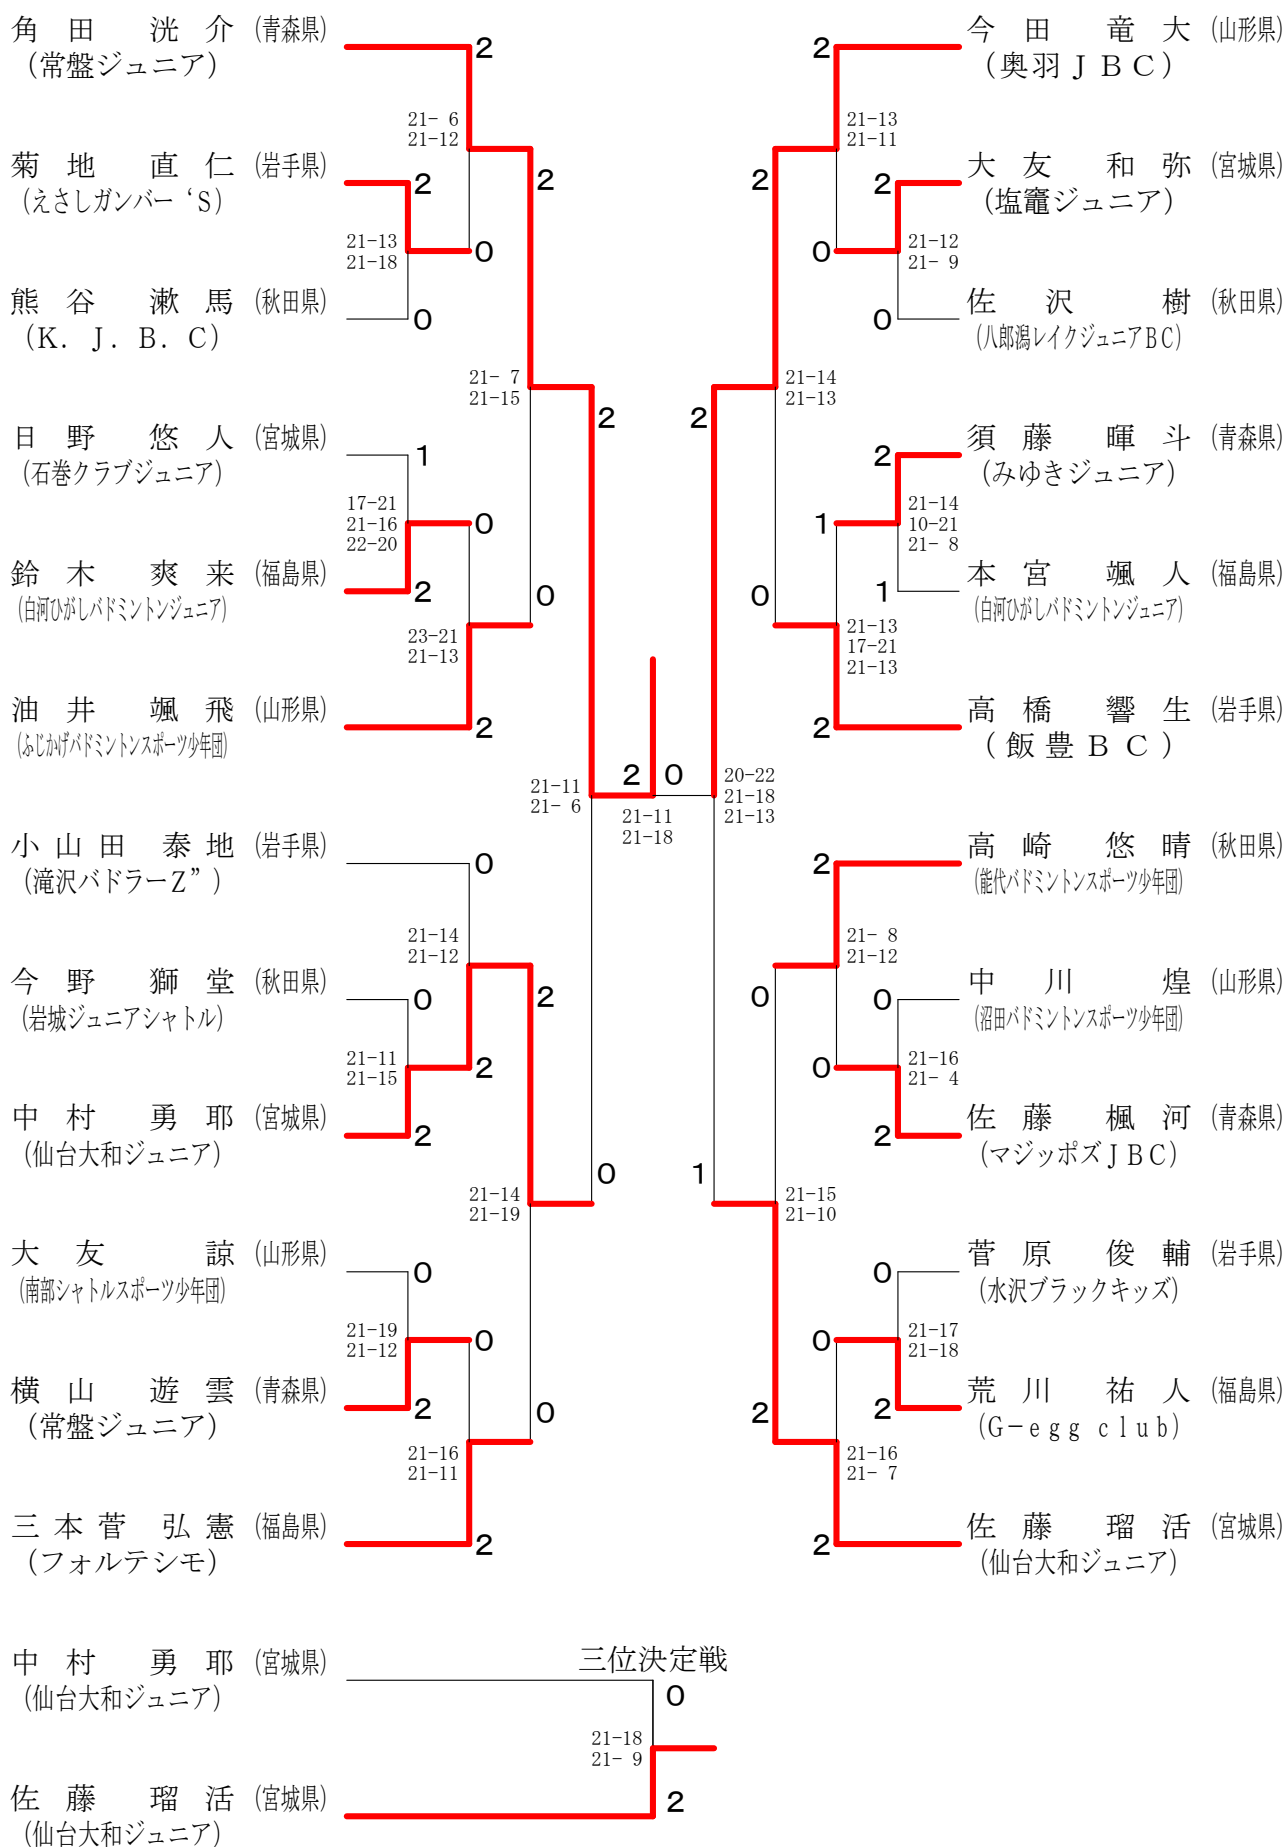 角田 洸介 (青森県)
(常盤ジュニア)
2
21- 6
21-12
菊地 直仁 (岩手県)
(えさしガンバー‘S)
2
2
21-13
21-18
0
熊谷 漱馬 (秋田県)
(K. J. B. C)
0
21- 7
21-15
2
日野 悠人 (宮城県)
(石巻クラブジュニア)
1
17-21
21-16
22-20
0
鈴木 爽来 (福島県)
(白河ひがしバドミントンジュニア)
2
0
23-21
21-13
油井 颯飛 (山形県)
(ふじかげバドミントンスポーツ少年団)
2
21-11
21- 6
2 0
21-11
21-18
小山田 泰地 (岩手県)
(滝沢バドラーZ”)
0
21-14
21-12
今野 獅堂 (秋田県)
(岩城ジュニアシャトル)
0
2
21-11
21-15
2
中村 勇耶 (宮城県)
(仙台大和ジュニア)
2
0
21-14
21-19
大友 諒 (山形県)
(南部シャトルスポーツ少年団)
0
21-19
21-12
0
横山 遊雲 (青森県)
(常盤ジュニア)
2
0
21-16
21-11
三本菅 弘憲 (福島県)
(フォルテシモ)
2
今田 竜大 (山形県)
(奥羽JBC)
2
21-13
21-11
大友 和弥 (宮城県)
(塩竈ジュニア)
2
2
21-12
21- 9
0
佐沢 樹 (秋田県)
(八郎潟レイクジュニアBC)
0
21-14
21-13
2
須藤 暉斗 (青森県)
(みゆきジュニア)
2
21-14
10-21
21- 8
1
本宮 颯人 (福島県)
(白河ひがしバドミントンジュニア)
1
0
21-13
17-21
21-13
高橋 響生 (岩手県)
(飯豊BC)
2
20-22
21-18
21-13
高崎 悠晴 (秋田県)
(能代バドミントンスポーツ少年団)
2
21- 8
21-12
中川 煌 (山形県)
(沼田バドミントンスポーツ少年団)
0
0
21-16
21- 4
0
佐藤 楓河 (青森県)
(マジッポズJBC)
2
1
21-15
21-10
菅原 俊輔 (岩手県)
(水沢ブラックキッズ)
0
21-17
21-18
0
荒川 祐人 (福島県)
(G−egg club)
2
2
21-16
21- 7
佐藤 瑠活 (宮城県)
(仙台大和ジュニア)
2
三位決定戦
中村 勇耶 (宮城県)
(仙台大和ジュニア)
0
21-18
21- 9
佐藤 瑠活 (宮城県)
(仙台大和ジュニア)
2